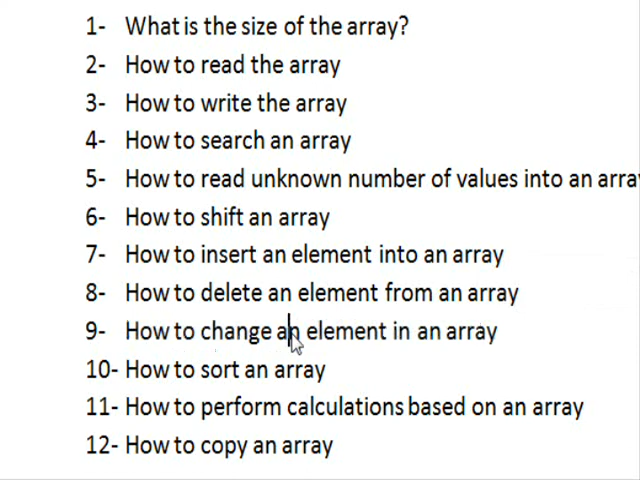 1- What is the size of the array?
2- How to read the array
3- How to write the array
4- How to search an array
5- How to read unknown number of values into an
6- How to shift an array
7- How to insert an element into an array
8- How to delete an element from an array
9- How to change an element in an array
10- How to sort an array
11- How to perform calculations based on an array
12- How to copy an array